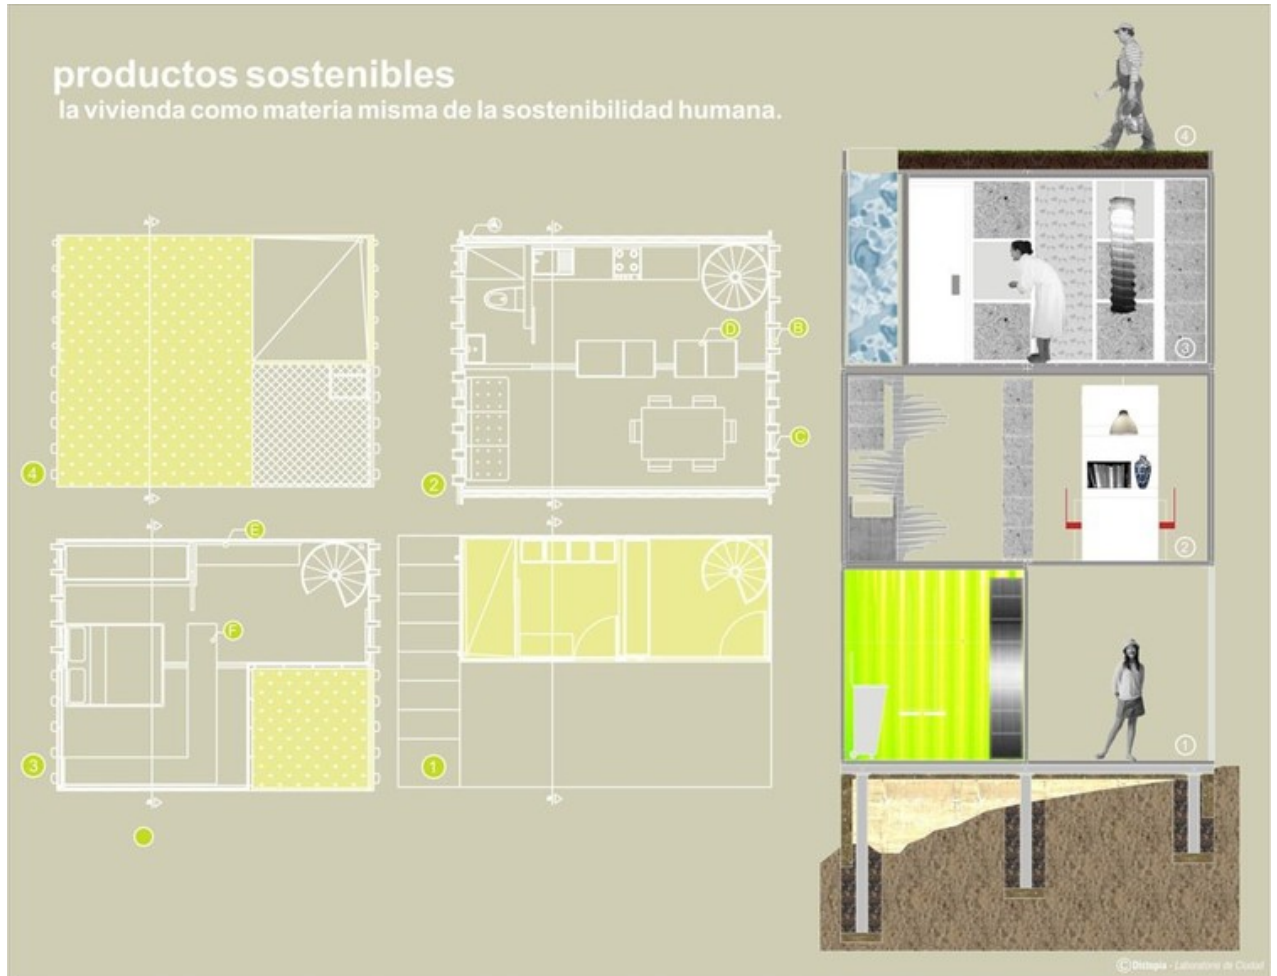 productos sostenibles
la vivienda como materia misma de la sostenibilidad humana.
4
A
D
B
3
4
2
C
2
E
F
3
1
1
©Dictopia - Laboratorio de Ciudad